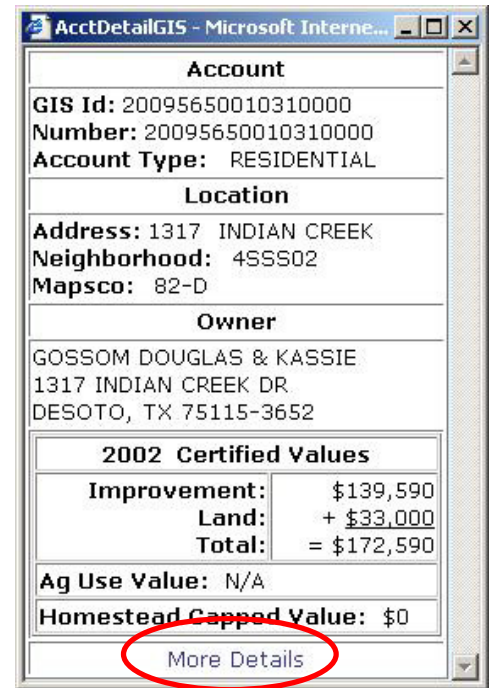 AcctDetailGIS - Microsoft Interne...
Account
GIS Id: 20095650010310000
Number: 20095650010310000
Account Type: RESIDENTIAL
Location
Address: 1317 INDIAN CREEK
Neighborhood: 4SSS02
Mapsco: 82-D
Owner
GOSSOM DOUGLAS & KASSIE
1317 INDIAN CREEK DR
DESOTO, TX 75115-3652
2002 Certified Values
Improvement: $139,590
Land: + $33,000
Total: = $172,590
Ag Use Value: N/A
Homestead Capped Value: $0
More Details